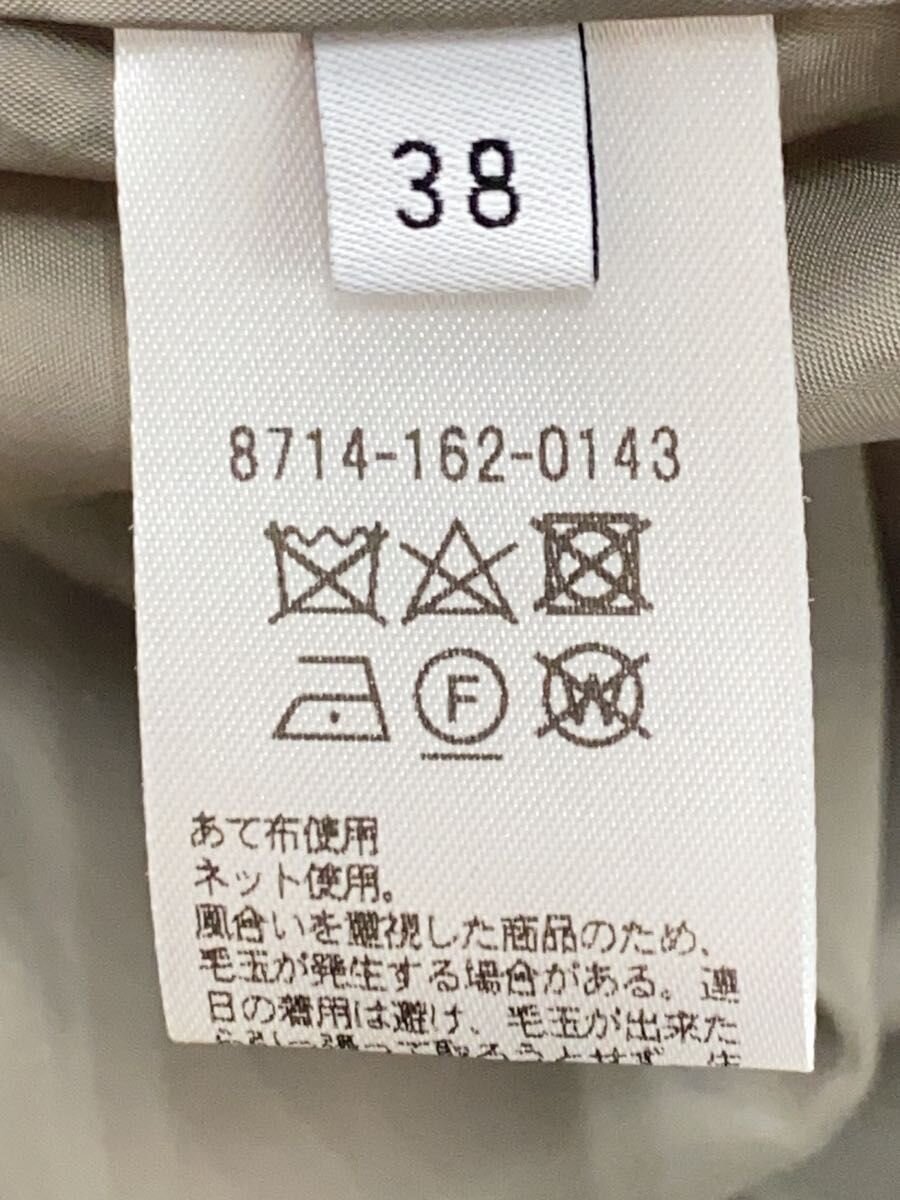 38
8714-162-0143
F
W
あて布使用
ネット使用。
風合いを重視した商品のため、
毛玉が発生する場合がある。連
日の着用は避け、毛玉が出来た